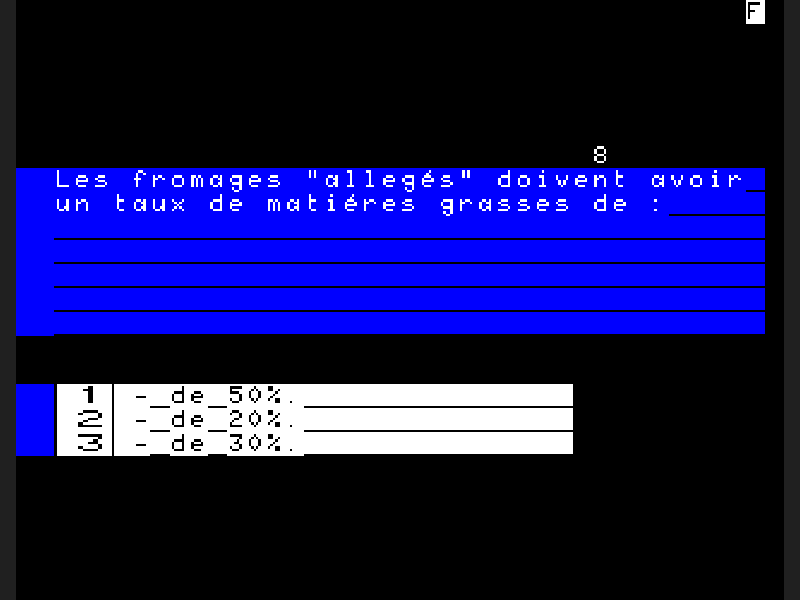 F
8
Les fromages "allegés" doivent avoir
un taux de matiéres grasses de :
1 - de 50%.
2 - de 20%.
3 - de 30%.